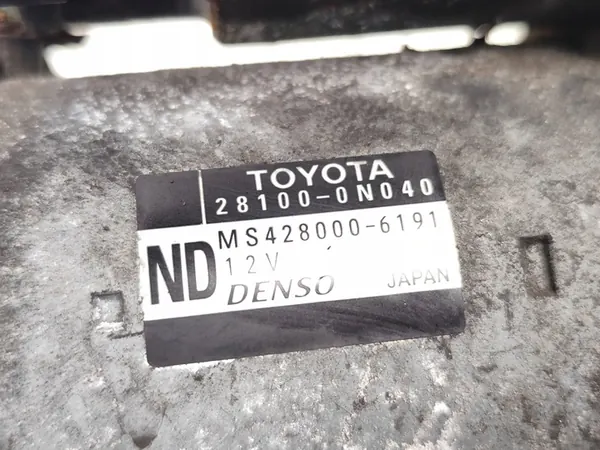 TOYOTA
28100-0N040
ND
MS428000-6191
12V
DENSO
JAPAN